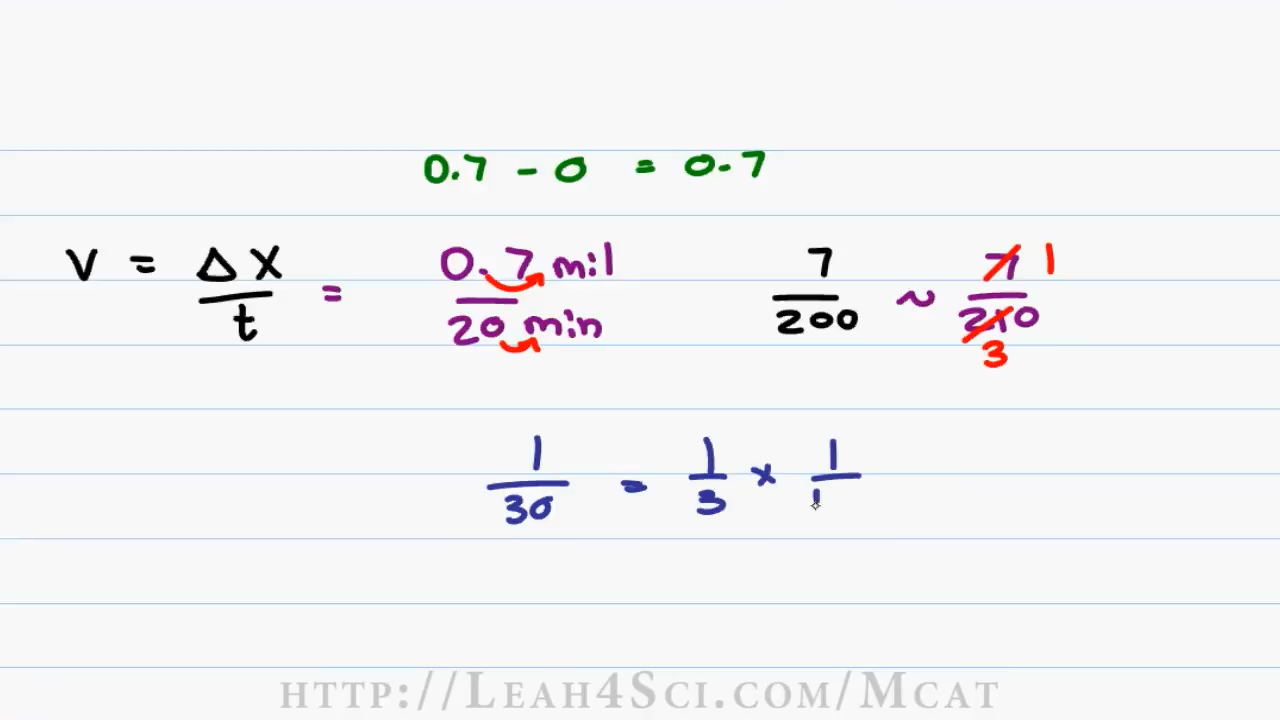 0.7 - 0 = 0.7
V = ΔX/t = 0.7 mil/20 min 7/200 ~ 7/210 1/3
1/30 = 1/3 x 1/1
HTTP://LEAH4SCI.COM/MCAT